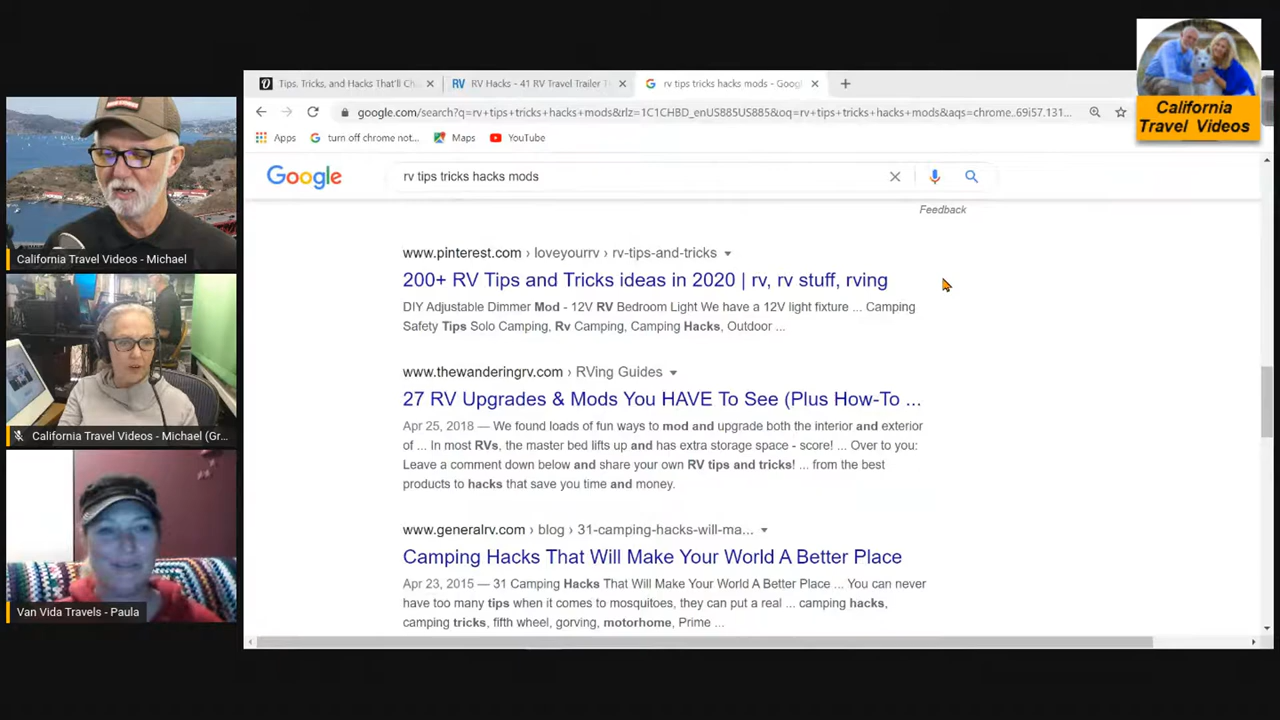 California
Travel Videos
Tips, Tricks, and Hacks That'll Ch...
RV Hacks - 41 RV Travel Trailer T
rv tips tricks hacks mods - Goog
google.com/search?q=rv+tips+tricks+hacks+mods&rlz=1C1CHBD_enUS885US885&oq=rv+tips+tricks+hacks+mods&aqs=chrome..69i57.131...
Apps
turn off chrome not...
Maps
YouTube
Google
rv tips tricks hacks mods
Feedback
www.pinterest.com › loveyourrv › rv-tips-and-tricks
200+ RV Tips and Tricks ideas in 2020 | rv, rv stuff, rving
DIY Adjustable Dimmer Mod - 12V RV Bedroom Light We have a 12V light fixture ... Camping
Safety Tips Solo Camping, Rv Camping, Camping Hacks, Outdoor ...
www.thewanderingrv.com › RVing Guides
27 RV Upgrades & Mods You HAVE To See (Plus How-To ...
Apr 25, 2018 — We found loads of fun ways to mod and upgrade both the interior and exterior
of ... In most RVs, the master bed lifts up and has extra storage space - score! ... Over to you:
Leave a comment down below and share your own RV tips and tricks! ... from the best
products to hacks that save you time and money.
www.generalrv.com › blog › 31-camping-hacks-will-ma...
Camping Hacks That Will Make Your World A Better Place
Apr 23, 2015 — 31 Camping Hacks That Will Make Your World A Better Place ... You can never
have too many tips when it comes to mosquitoes, they can put a real ... camping hacks,
camping tricks, fifth wheel, gorving, motorhome, Prime ...
California Travel Videos - Michael
California Travel Videos - Michael (Gr...
Van Vida Travels - Paula